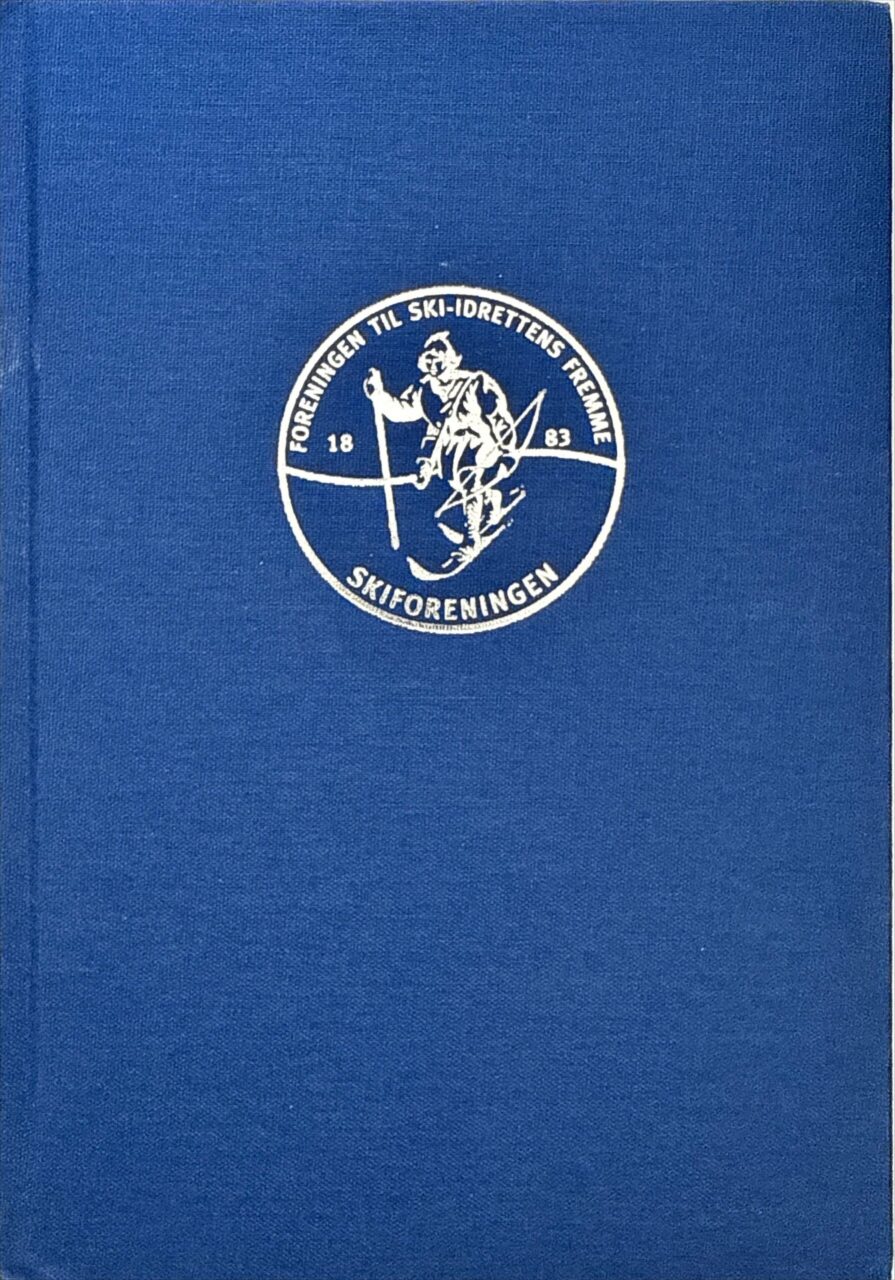 FORENINGEN TIL SKI-IDRETTENS FREMME
18 83
SKIFORENINGEN